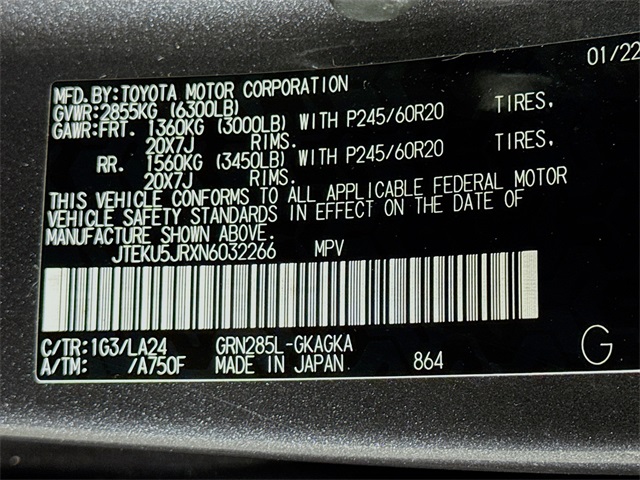 01/22
MFD.BY:TOYOTA MOTOR CORPORATION
GVWR:2855KG (6300LB)
GAWR:FRT. 1360KG (3000LB) WITH P245/60R20 TIRES,
20X7J RIMS.
RR. 1560KG (3450LB) WITH P245/60R20 TIRES,
20X7J RIMS.
THIS VEHICLE CONFORMS TO ALL APPLICABLE FEDERAL MOTOR
VEHICLE SAFETY STANDARDS IN EFFECT ON THE DATE OF
MANUFACTURE SHOWN ABOVE.
JTEKU5JRXN6032266 MPV
C/TR:1G3/LA24 GRN285L-GKAGKA
A/TM: /A750F MADE IN JAPAN 864 G